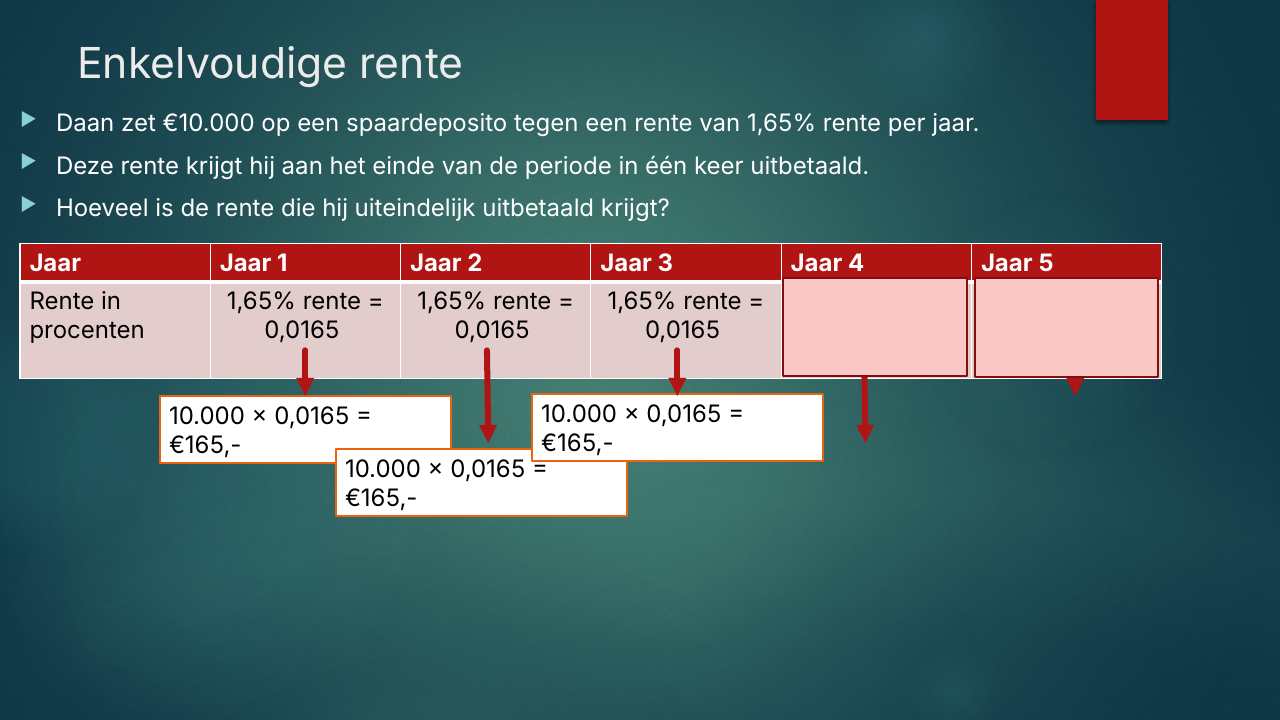 Enkelvoudige rente
Daan zet €10.000 op een spaardeposito tegen een rente van 1,65% rente per jaar.
Deze rente krijgt hij aan het einde van de periode in één keer uitbetaald.
Hoeveel is de rente die hij uiteindelijk uitbetaald krijgt?
Jaar Jaar 1 Jaar 2 Jaar 3 Jaar 4 Jaar 5
Rente in 1,65% rente = 1,65% rente = 1,65% rente =
procenten 0,0165 0,0165 0,0165
10.000 × 0,0165 =
€165,-
10.000 × 0,0165 =
€165,-
10.000 × 0,0165 =
€165,-